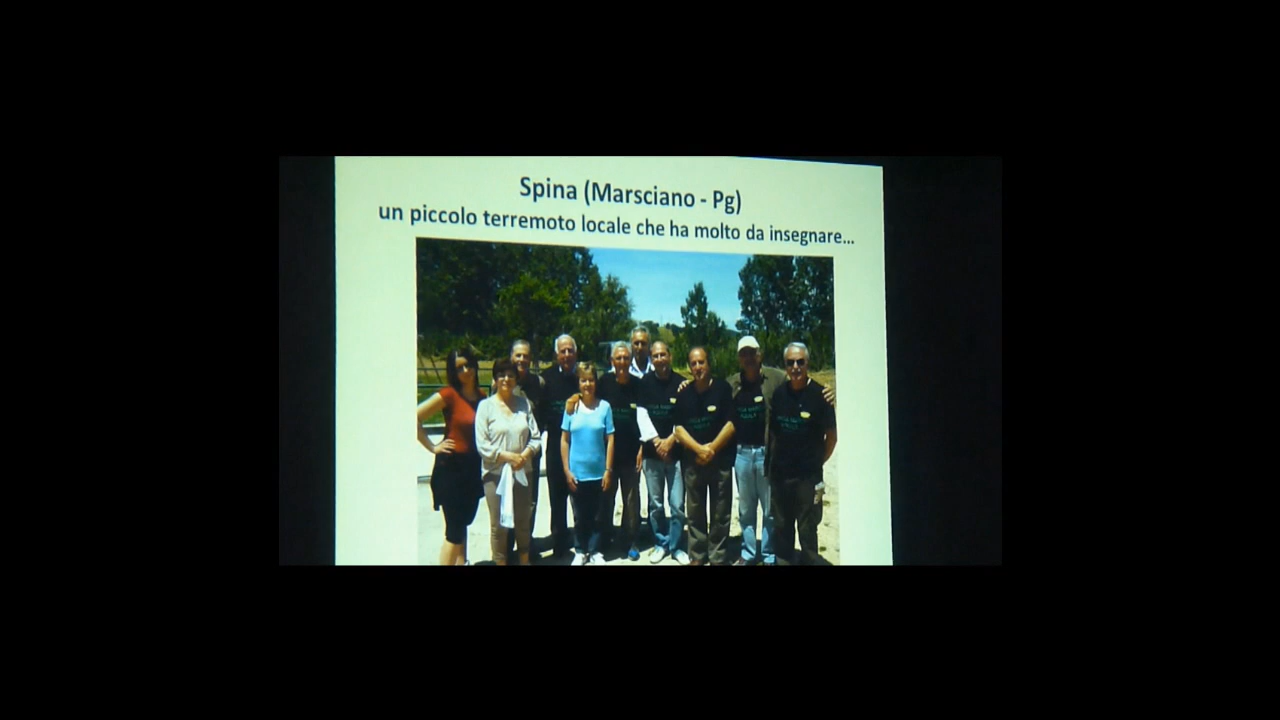 Spina (Marsciano - Pg)
un piccolo terremoto locale che ha molto da insegnare...